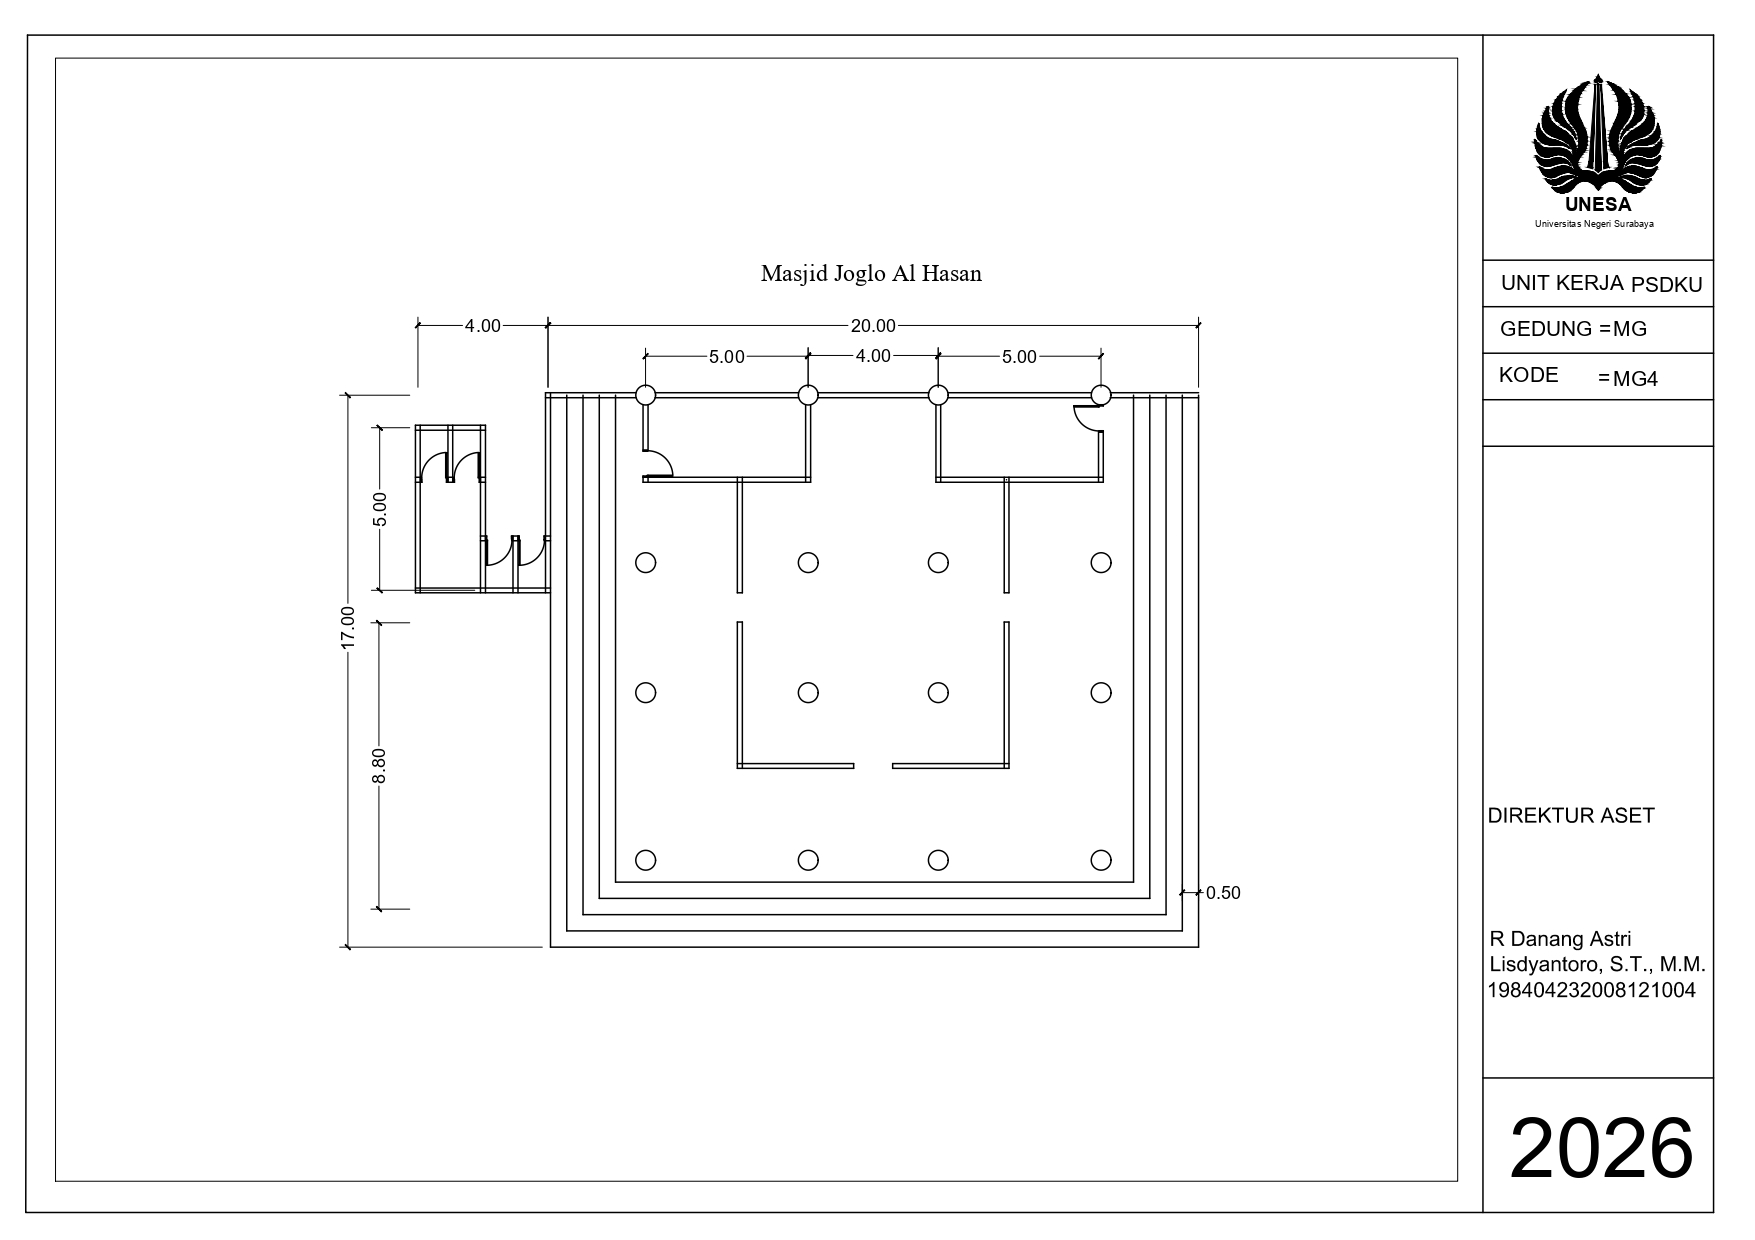 UNESA
Universitas Negeri Surabaya
UNIT KERJA PSDKU
GEDUNG =MG
KODE =MG4
DIREKTUR ASET
R Danang Astri
Lisdyantoro, S.T., M.M.
198404232008121004
2026
Masjid Joglo Al Hasan
4.00
20.00
5.00
4.00
5.00
5.00
17.00
8.80
0.50